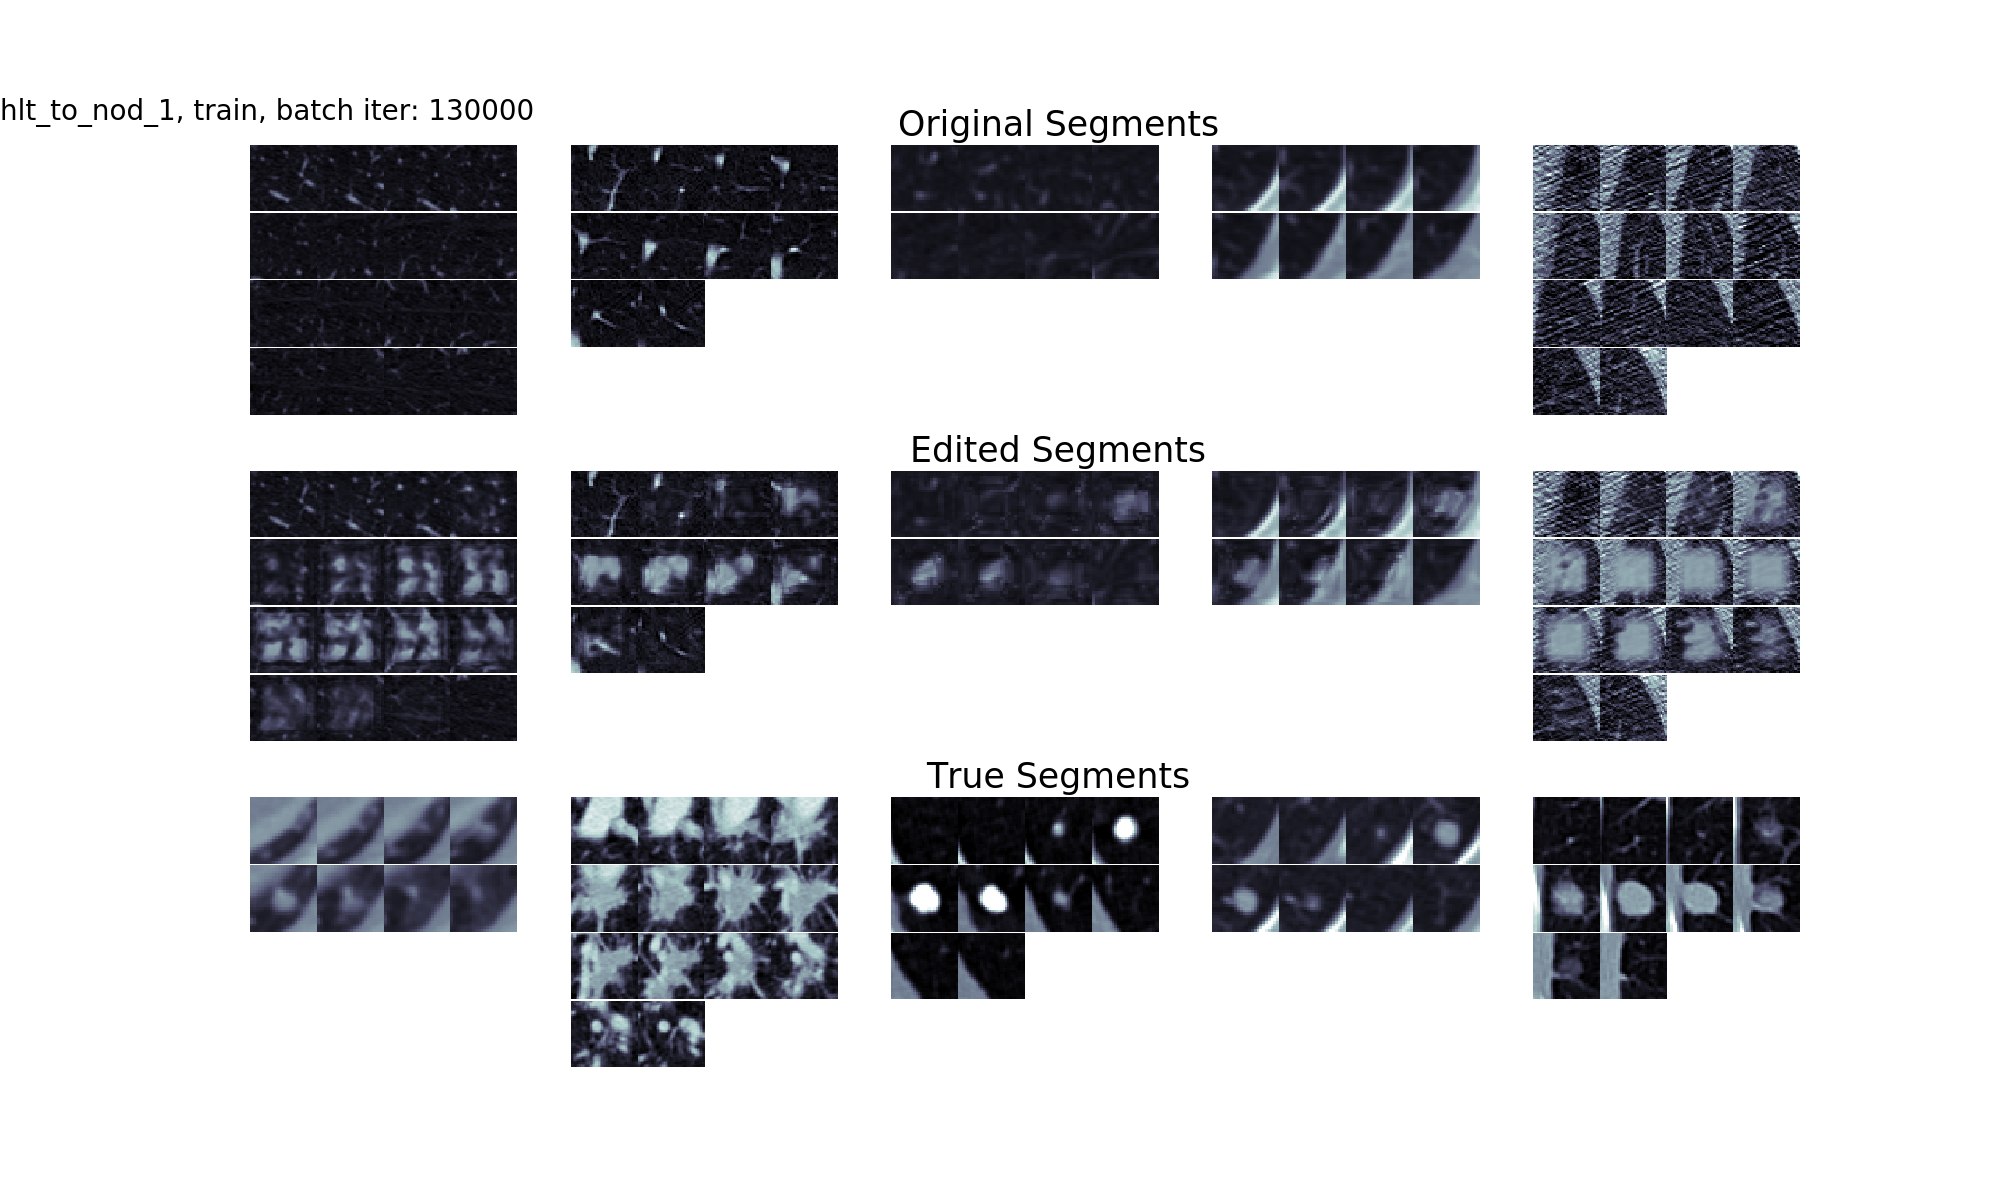 hlt_to_nod_1, train, batch iter: 130000
Original Segments
Edited Segments
True Segments